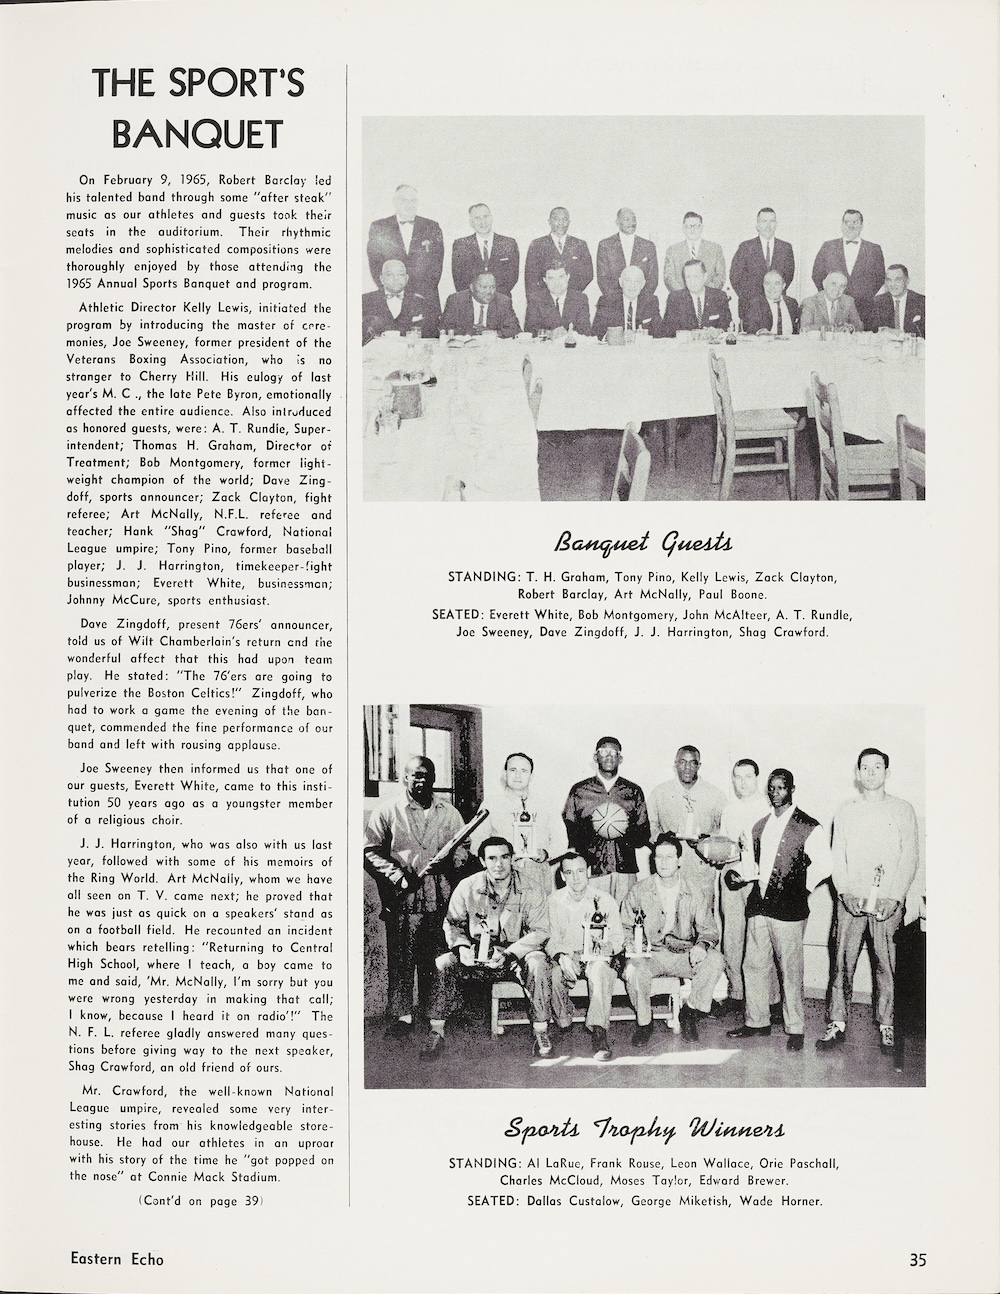 THE SPORT'S
BANQUET
On February 9, 1965, Robert Barclay led
his talented band through some "after steak"
music as our athletes and guests took their
seats in the auditorium. Their rhythmic
melodies and sophisticated compositions were
thoroughly enjoyed by those attending the
1965 Annual Sports Banquet and program.
Athletic Director Kelly Lewis, initiated the
program by introducing the master of cere-
monies, Joe Sweeney, former president of the
Veterans Boxing Association, who is no
stranger to Cherry Hill. His eulogy of last
year's M. C ., the late Pete Byron, emotionally
affected the entire audience. Also introduced
as honored guests, were: A. T. Rundle, Super-
intendent; Thomas H. Graham, Director of
Treatment; Bob Montgomery, former light-
weight champion of the world; Dave Zing-
doff, sports announcer; Zack Clayton, fight
referee; Art McNally, N.F.L. referee and
teacher; Hank "Shag" Crawford, National
League umpire; Tony Pino, former baseball
player; J. J. Harrington, timekeeper-fight
businessman; Everett White, businessman;
Johnny McCure, sports enthusiast.
Dave Zingdoff, present 76ers' announcer,
told us of Wilt Chamberlain's return and the
wonderful affect that this had upon team
play. He stated: "The 76'ers are going to
pulverize the Boston Celtics!" Zingdoff, who
had to work a game the evening of the ban-
quet, commended the fine performance of our
band and left with rousing applause.
Joe Sweeney then informed us that one of
our guests, Everett White, came to this insti-
tution 50 years ago as a youngster member
of a religious choir.
J. J. Harrington, who was also with us last
year, followed with some of his memoirs of
the Ring World. Art McNally, whom we have
all seen on T. V. came next; he proved that
he was just as quick on a speakers' stand as
on a football field. He recounted an incident
which bears retelling: "Returning to Central
High School, where I teach, a boy came to
me and said, 'Mr. McNally, I'm sorry but you
were wrong yesterday in making that call;
I know, because I heard it on radio'!" The
N. F. L. referee gladly answered many ques-
tions before giving way to the next speaker,
Shag Crawford, an old friend of ours.
Mr. Crawford, the well-known National
League umpire, revealed some very inter-
esting stories from his knowledgeable store-
house. He had our athletes in an uproar
with his story of the time he "got popped on
the nose" at Connie Mack Stadium.
(Cont'd on page 39)
Banquet Guests
STANDING: T. H. Graham, Tony Pino, Kelly Lewis, Zack Clayton,
Robert Barclay, Art McNally, Paul Boone.
SEATED: Everett White, Bob Montgomery, John McAlteer, A. T. Rundle,
Joe Sweeney, Dave Zingdoff, J. J. Harrington, Shag Crawford.
Sports Trophy Winners
STANDING: Al LaRue, Frank Rouse, Leon Wallace, Orie Paschall,
Charles McCloud, Moses Taylor, Edward Brewer.
SEATED: Dallas Custalow, George Miketish, Wade Horner.
Eastern Echo
35